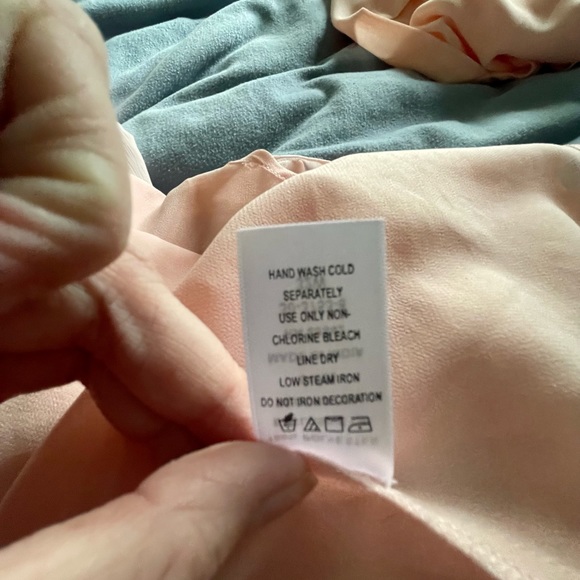 HAND WASH COLD
SEPARATELY
USE ONLY NON-
CHLORINE BLEACH
LINE DRY
LOW STEAM IRON
DO NOT IRON DECORATION